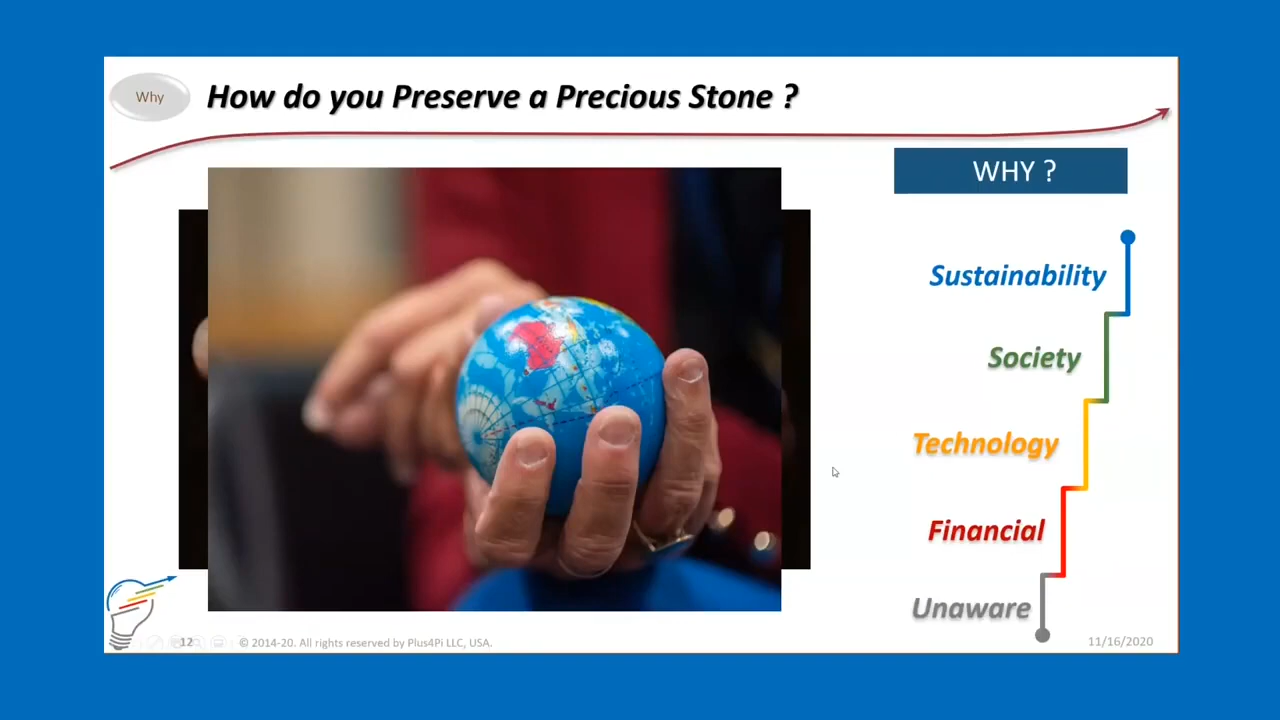 Why
How do you Preserve a Precious Stone ?
WHY ?
Sustainability
Society
Technology
Financial
Unaware
12
© 2014-20. All rights reserved by Plus4Pi LLC, USA.
11/16/2020